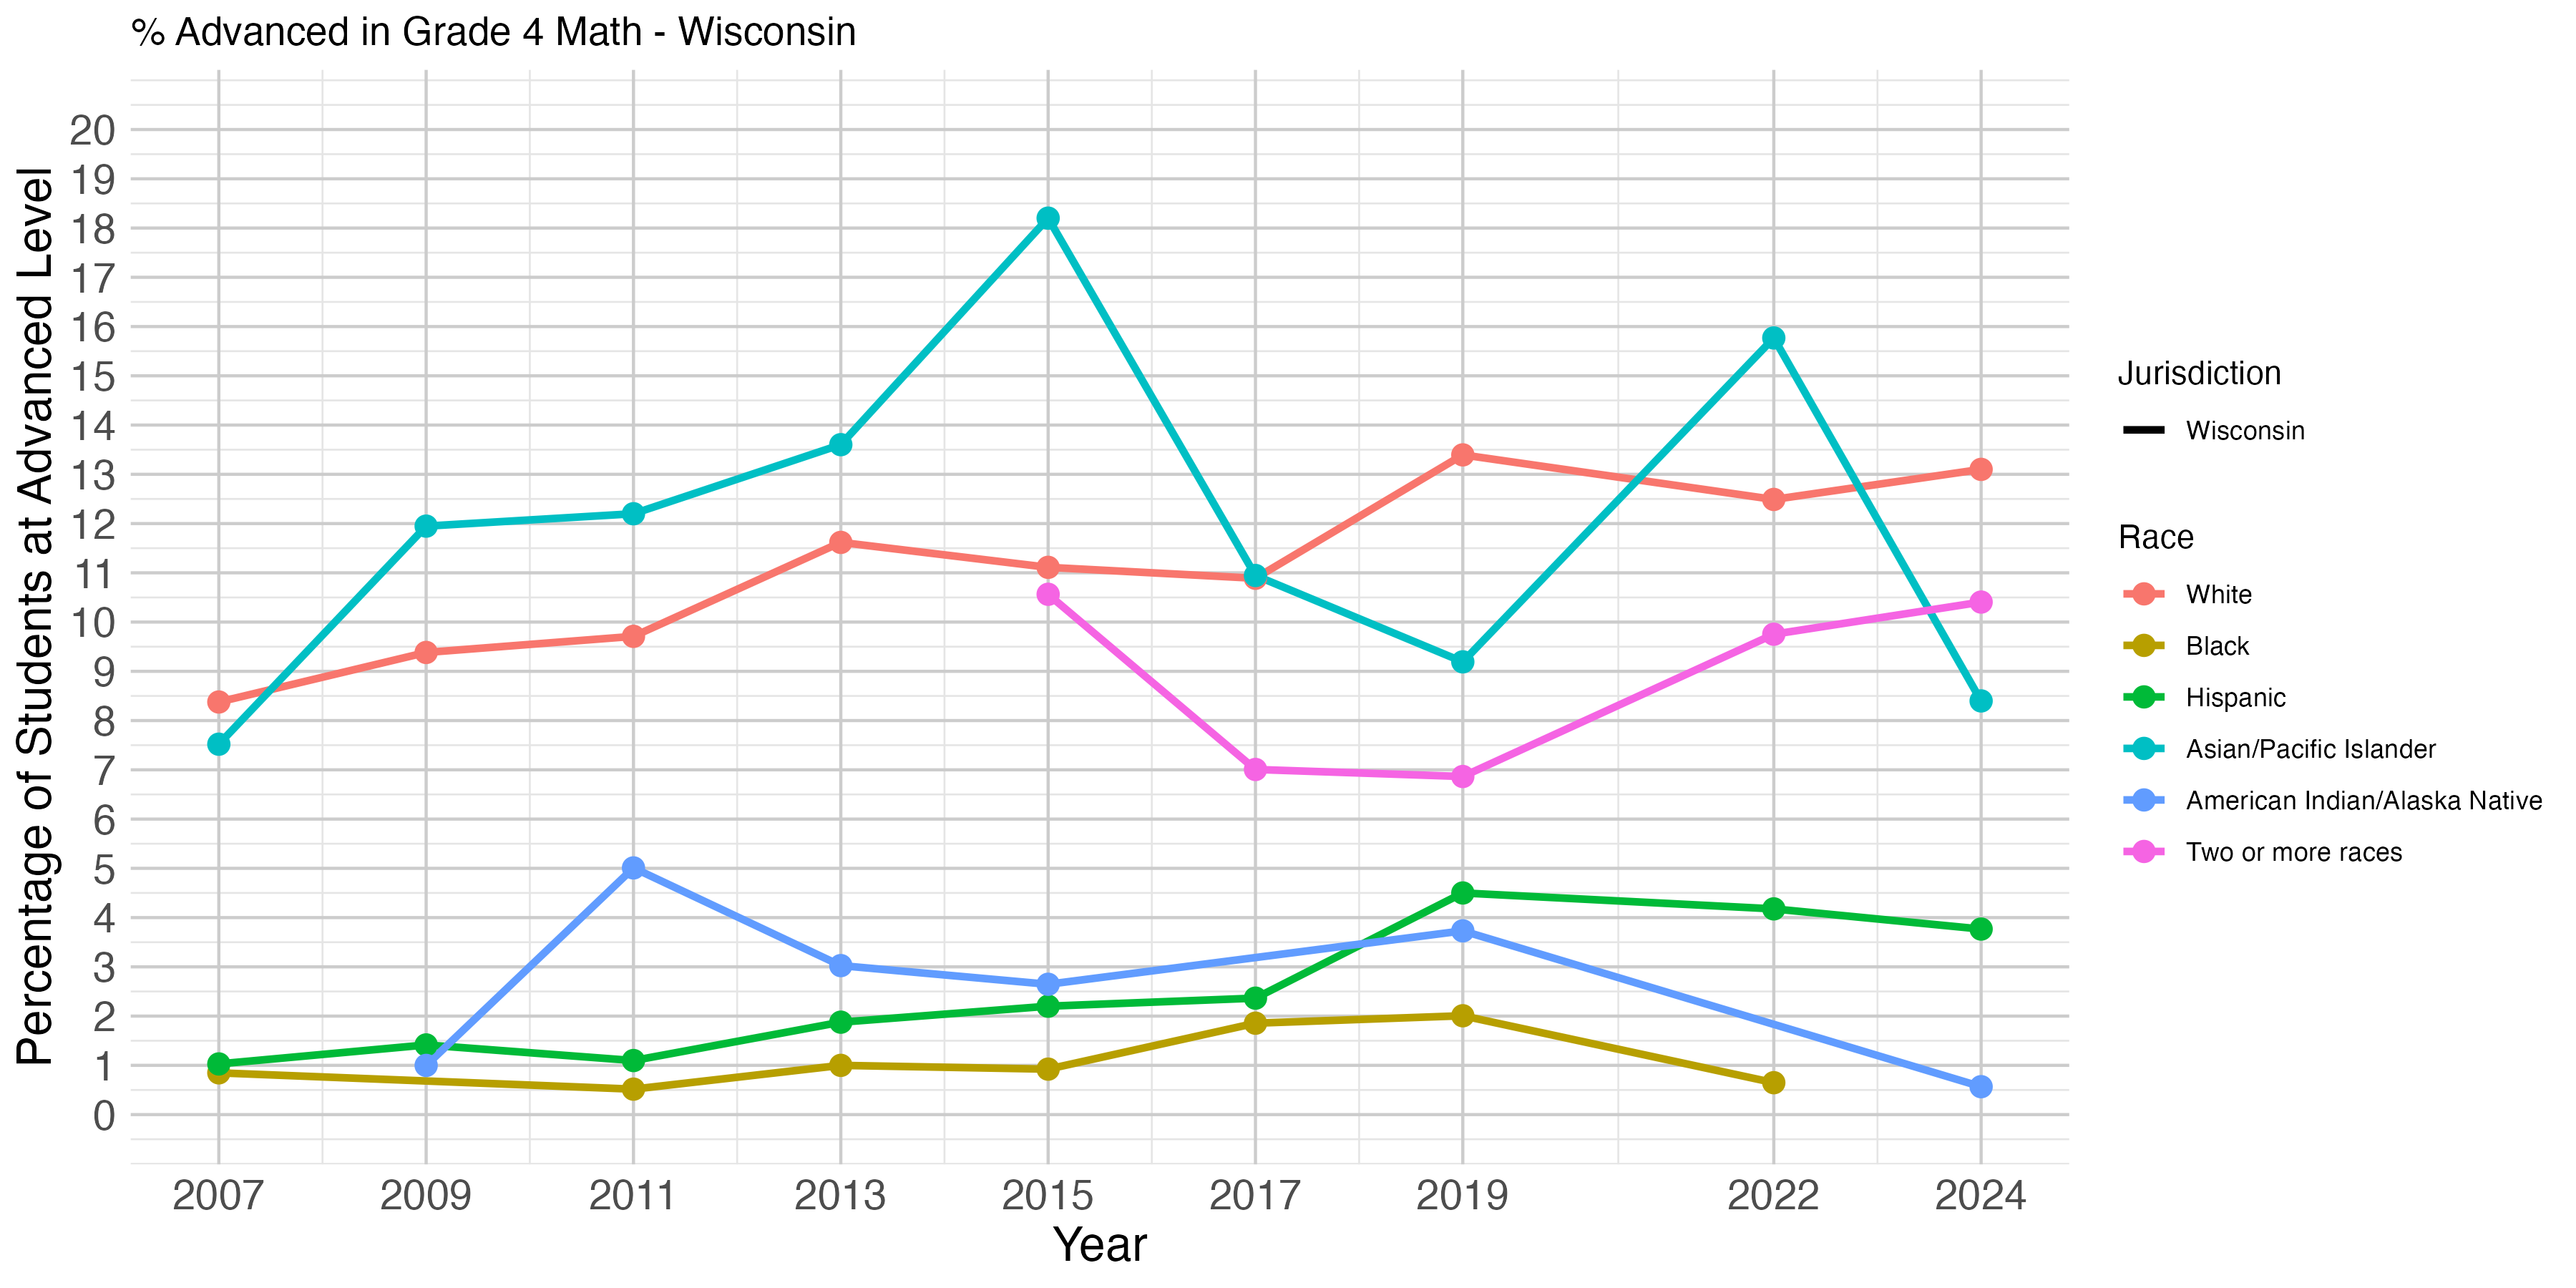 % Advanced in Grade 4 Math - Wisconsin
Percentage of Students at Advanced Level
20
19
18
17
16
15
14
13
12
11
10
9
8
7
6
5
4
3
2
1
0
2007 2009 2011 2013 2015 2017 2019 2022 2024
Year
Jurisdiction
Wisconsin
Race
White
Black
Hispanic
Asian/Pacific Islander
American Indian/Alaska Native
Two or more races